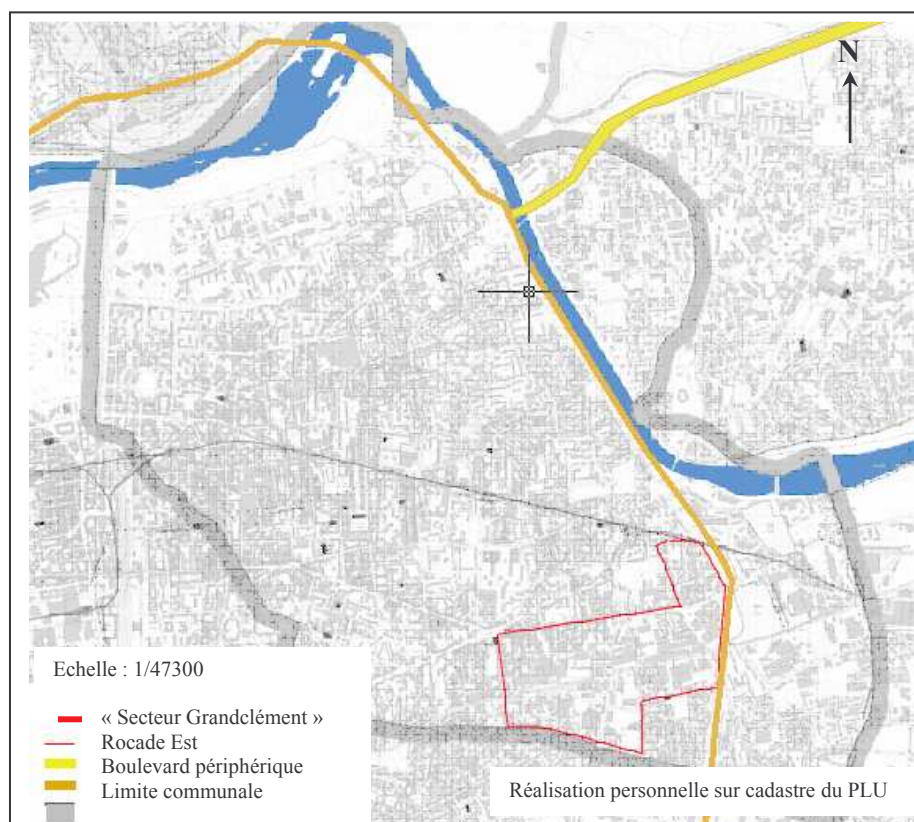 N
Echelle : 1/47300
« Secteur Grandclément »
Rocade Est
Boulevard périphérique
Limite communale
Réalisation personnelle sur cadastre du PLU